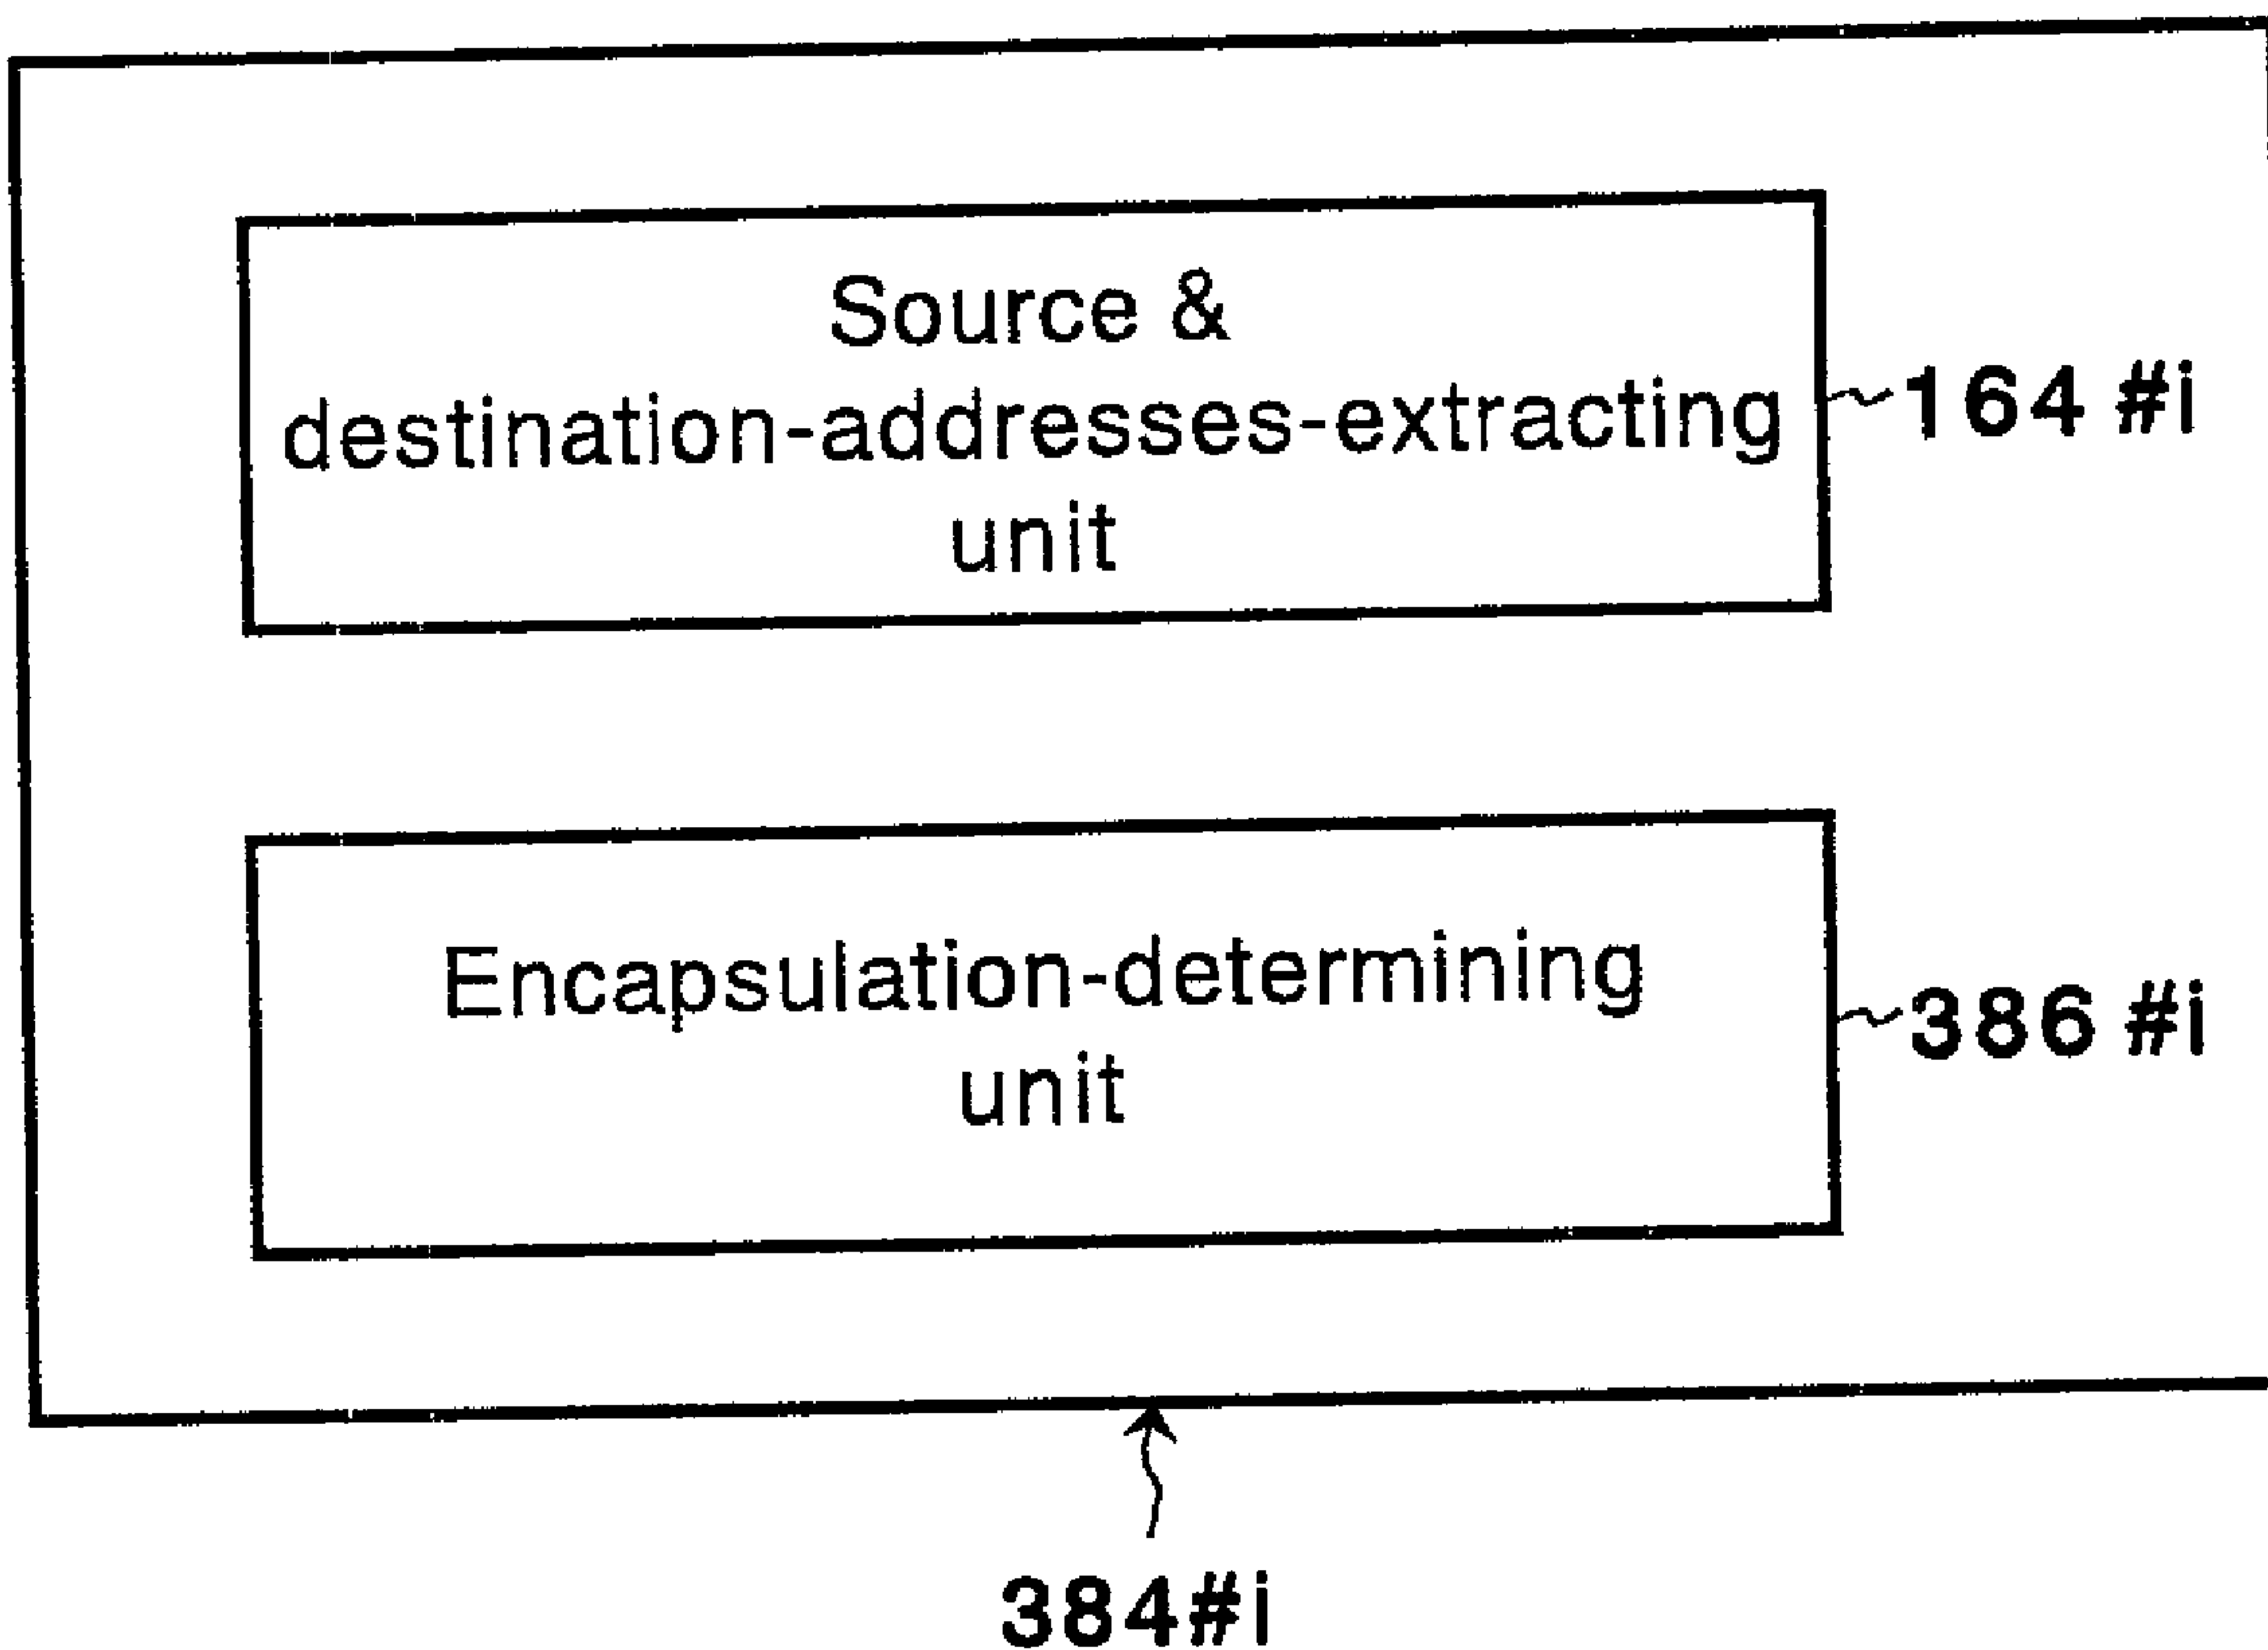 Source &
destination-addresses-extracting
unit
164 #i
Encapsulation-determining
unit
386 #i
384#i